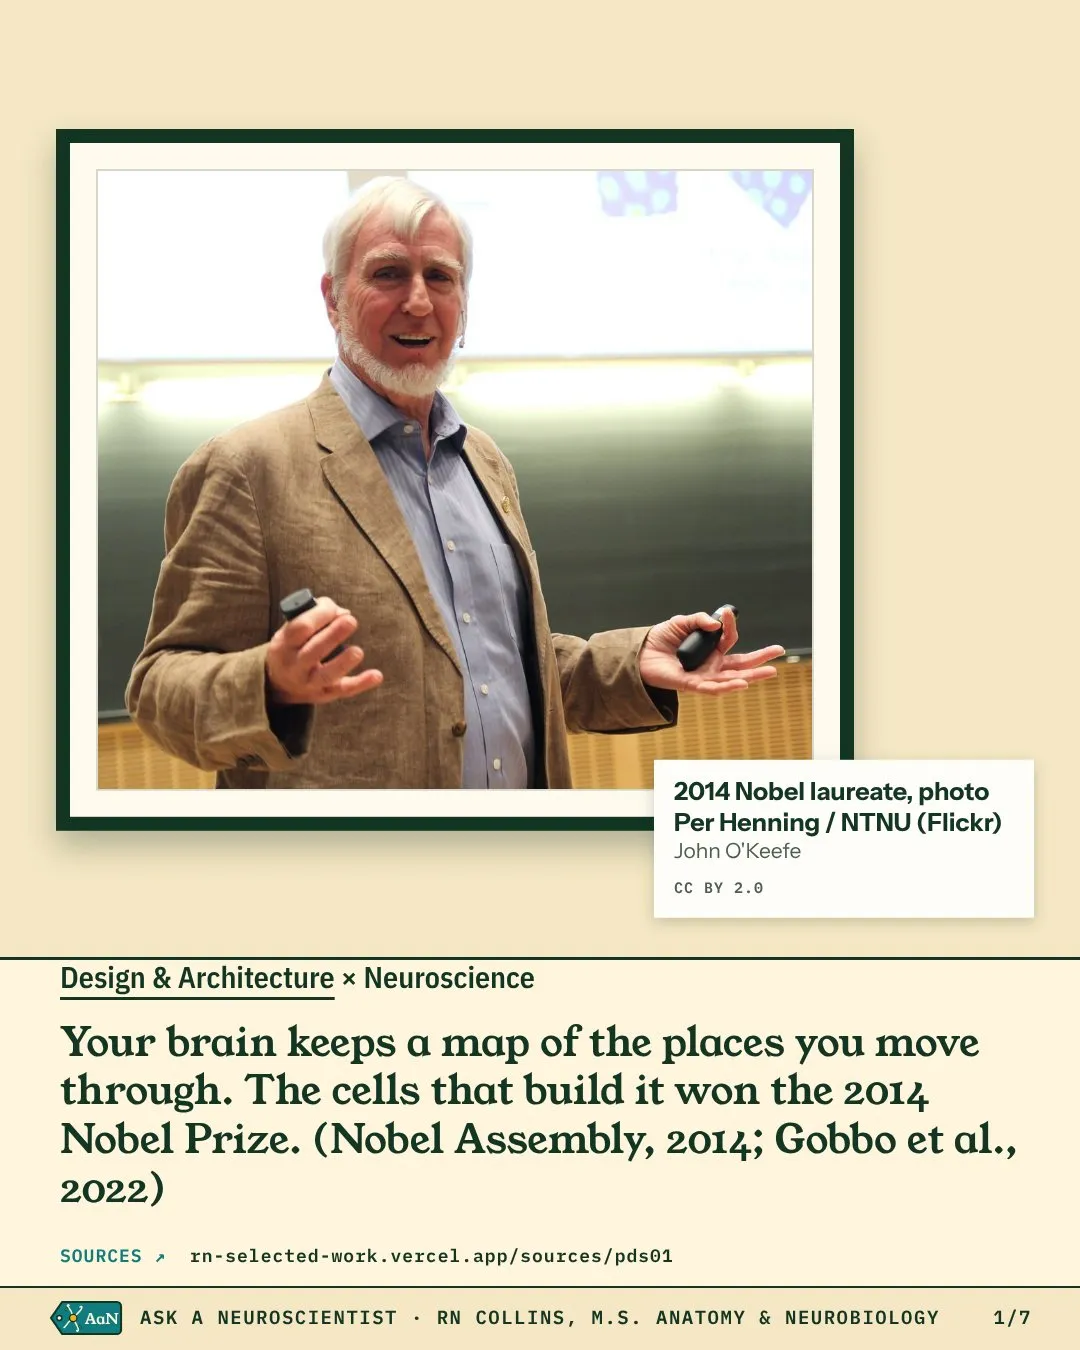 2014 Nobel laureate, photo
Per Henning / NTNU (Flickr)
John O'Keefe
CC BY 2.0
Design & Architecture × Neuroscience
Your brain keeps a map of the places you move
through. The cells that build it won the 2014
Nobel Prize. (Nobel Assembly, 2014; Gobbo et al.,
2022)
SOURCES ↗ rn-selected-work.vercel.app/sources/pds01
AaN ASK A NEUROSCIENTIST · RN COLLINS, M.S. ANATOMY & NEUROBIOLOGY 1/7